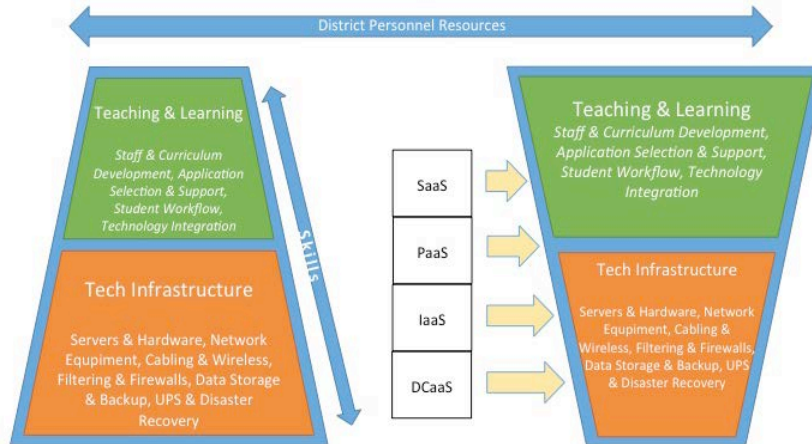 District Personnel Resources
Teaching & Learning
Staff & Curriculum
Development, Application
Selection & Support,
Student Workflow,
Technology Integration
Tech Infrastructure
Servers & Hardware, Network
Equpiment, Cabling & Wireless,
Filtering & Firewalls, Data Storage
& Backup, UPS & Disaster
Recovery
Skills
SaaS
PaaS
IaaS
DCaaS
Teaching & Learning
Staff & Curriculum Development,
Application Selection & Support,
Student Workflow, Technology
Integration
Tech Infrastructure
Servers & Hardware, Network
Equpiment, Cabling &
Wireless, Filtering & Firewalls,
Data Storage & Backup, UPS
& Disaster Recovery